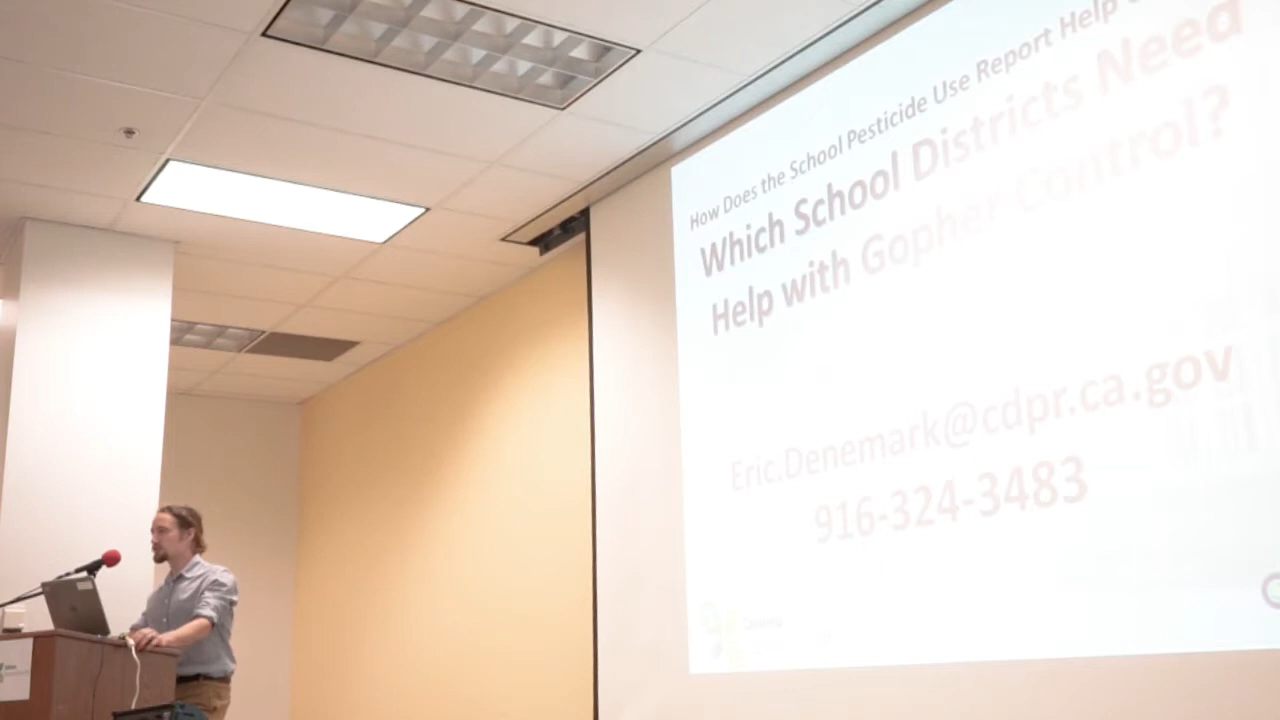 How Does the School Pesticide Use Report Help
Which School Districts Need
Help with Gopher Control?
Eric.Denemark@cdpr.ca.gov
916-324-3483